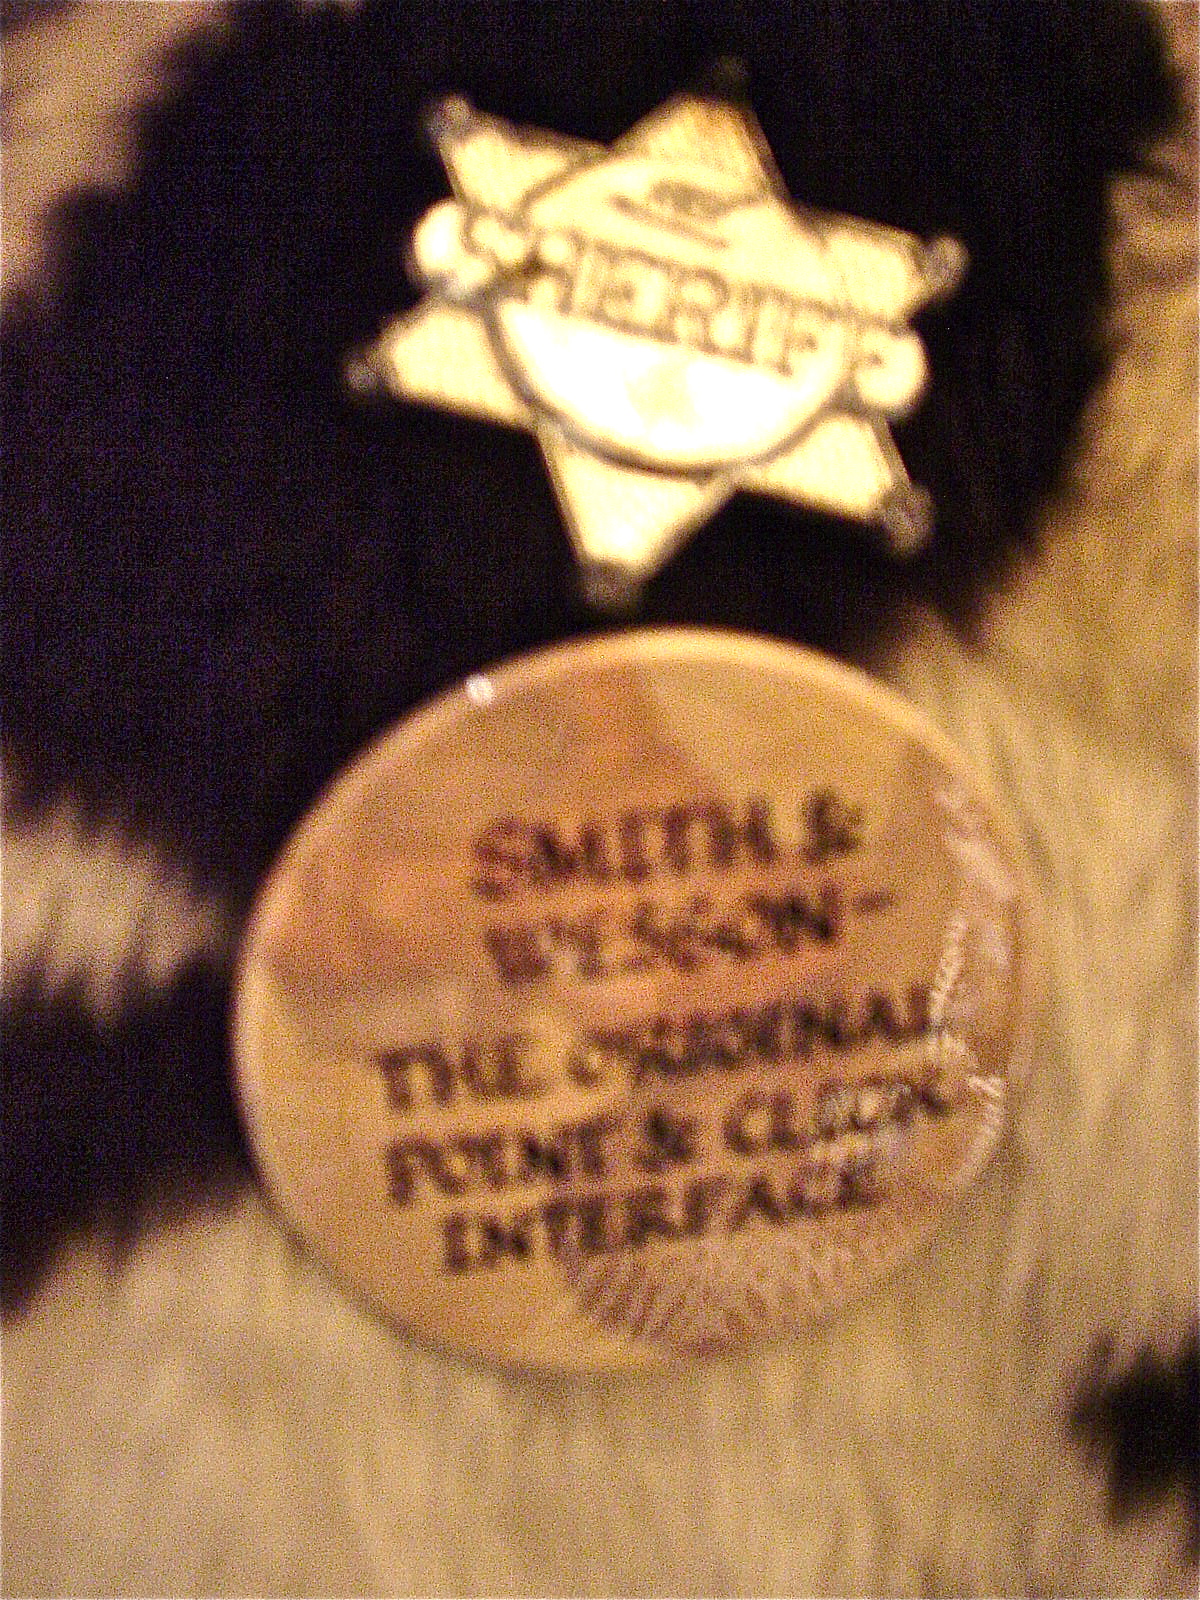 SHERIFF
SMITH &
WESSON–
THE ORIGINAL
POINT & CLICK
INTERFACE